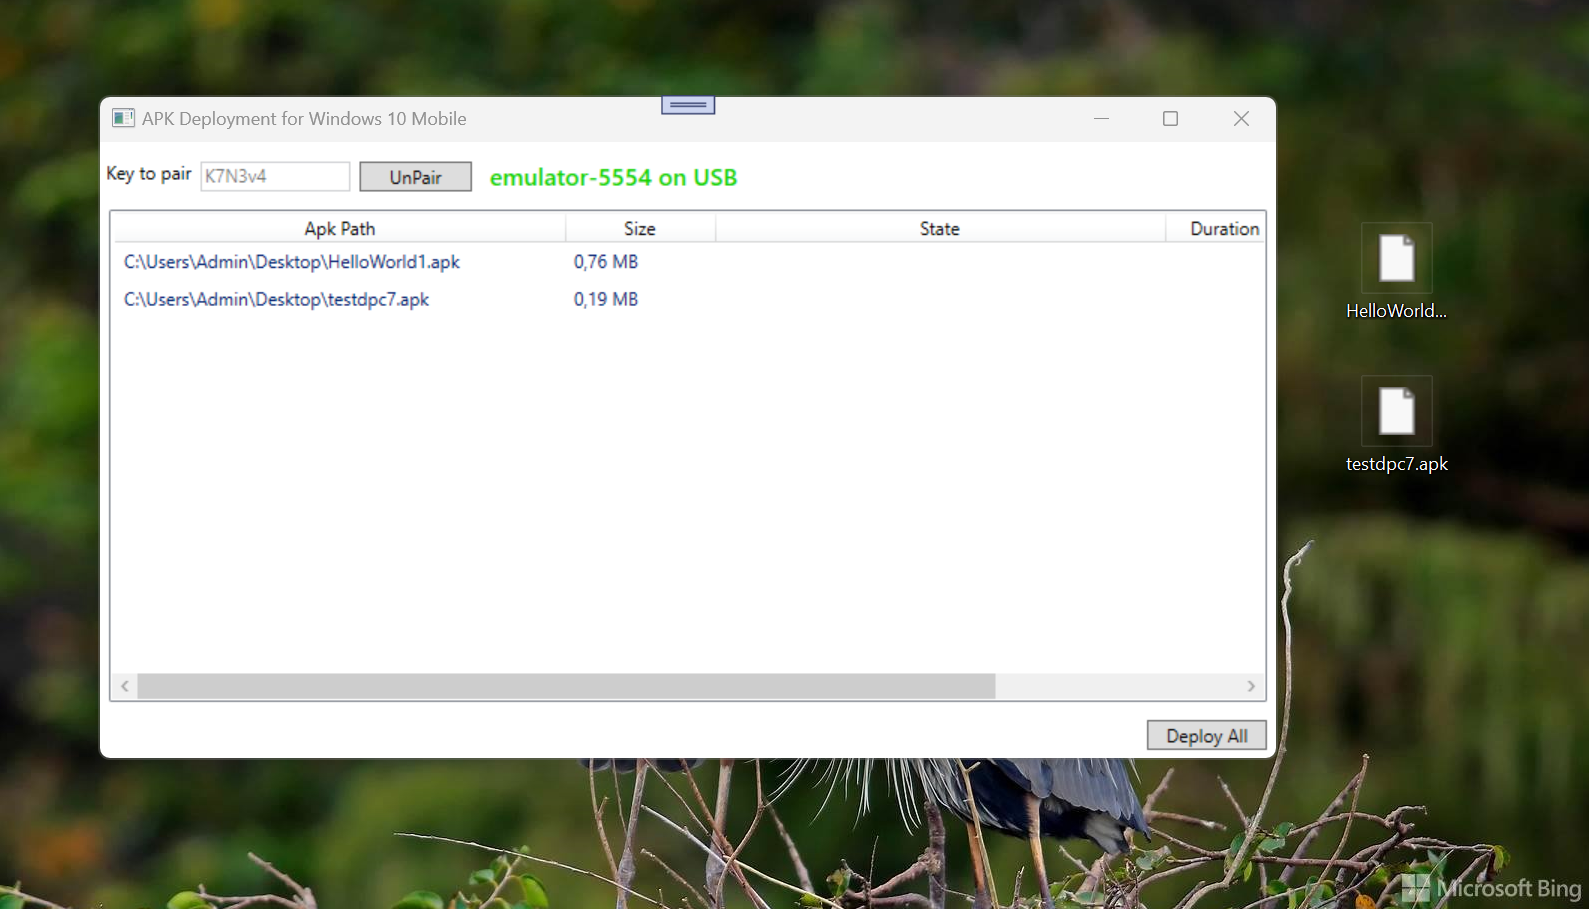 APK Deployment for Windows 10 Mobile
Key to pair K7N3v4 UnPair emulator-5554 on USB
Apk Path Size State Duration
C:\Users\Admin\Desktop\HelloWorld1.apk 0,76 MB
C:\Users\Admin\Desktop\testdpc7.apk 0,19 MB
Deploy All
HelloWorld...
testdpc7.apk
Microsoft Bing